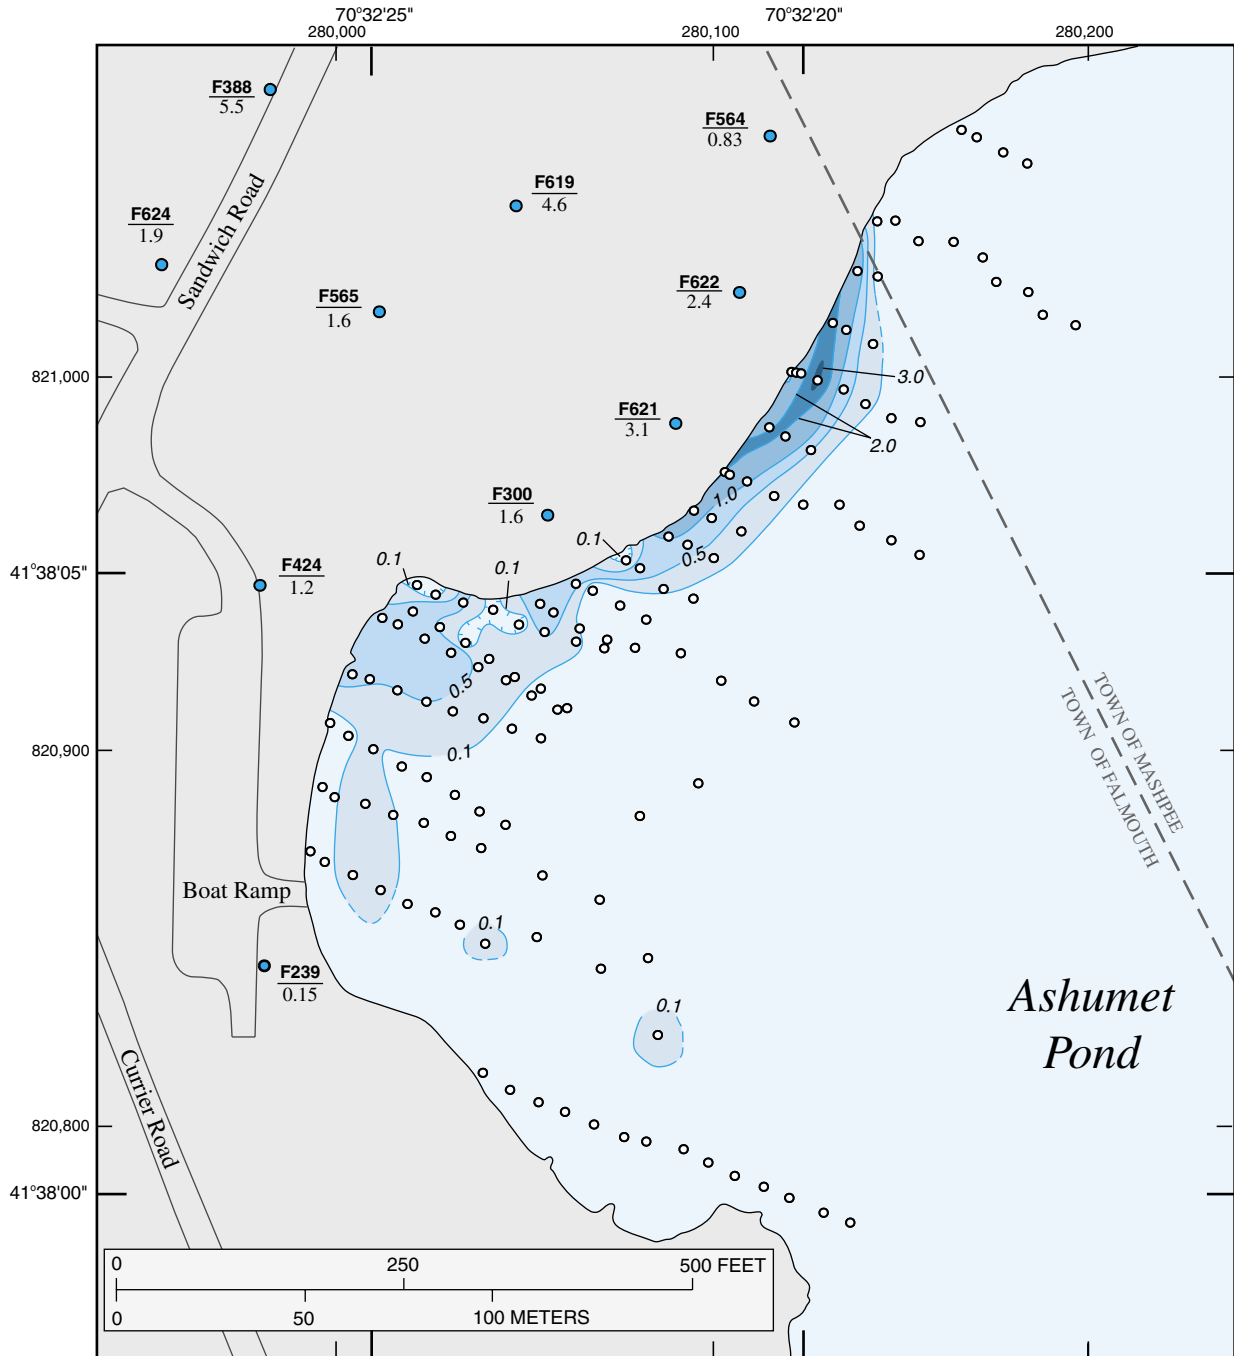 70°32'25"
70°32'20"
280,000
280,100
280,200
F388
5.5
F564
0.83
F619
4.6
F624
1.9
Sandwich Road
F622
2.4
F565
1.6
821,000
3.0
F621
3.1
2.0
1.0
F300
1.6
0.1
0.5
41°38'05"
F424
1.2
0.1
0.1
0.5
TOWN OF MASHPEE
TOWN OF FALMOUTH
820,900
0.1
Boat Ramp
0.1
F239
0.15
Ashumet
Pond
0.1
Currier Road
820,800
41°38'00"
0 250 500 FEET
0 50 100 METERS